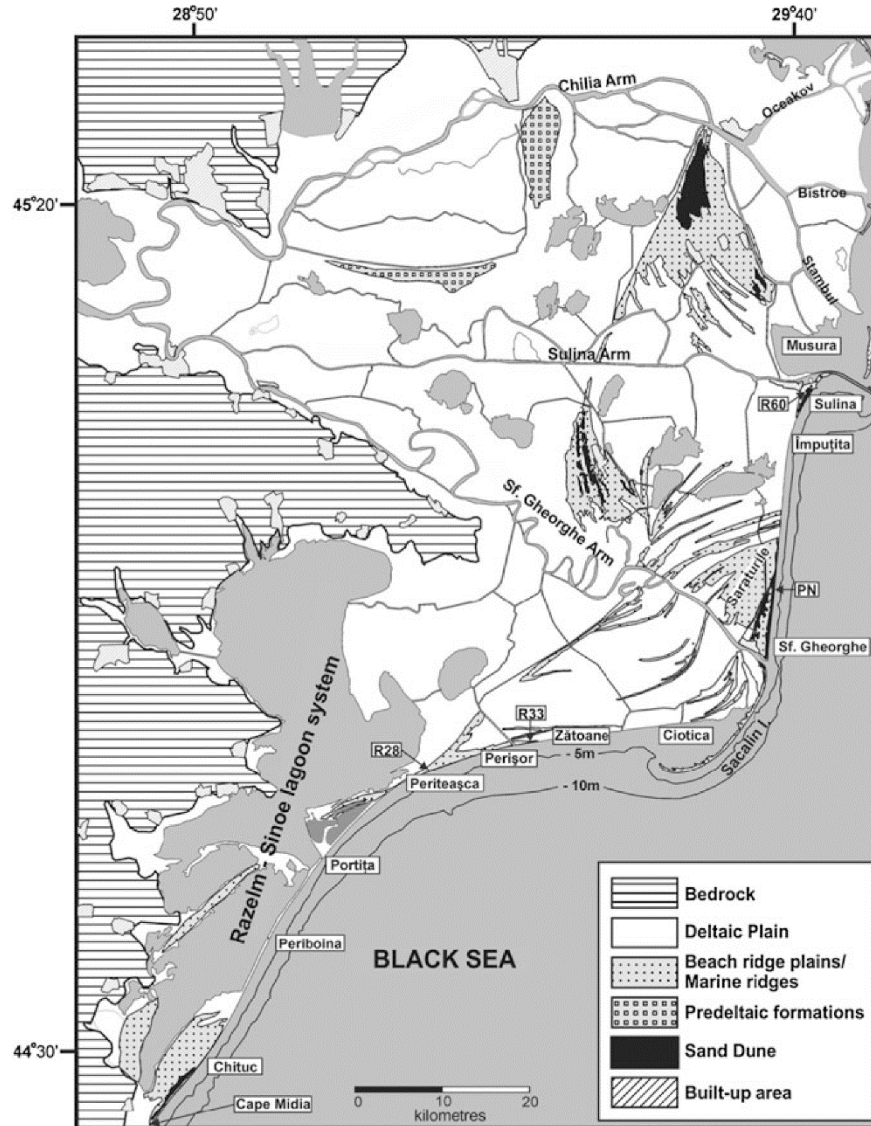 28°50'
29°40'
Chilia Arm
Oceakov
45°20'
Bistroe
Stambul
Musura
Sulina Arm
R60
Sulina
Împuțita
Sf. Gheorghe Arm
Saraturile
PN
Sf. Gheorghe
R33
Zătoane
Ciotica
Sacalin I.
R28
Perișor
- 5m
Periteașca
- 10m
Razelm - Sinoe lagoon system
Portița
Periboina
BLACK SEA
44°30'
Chituc
Cape Midia
0 10 20
kilometres
Bedrock
Deltaic Plain
Beach ridge plains/
Marine ridges
Predeltaic formations
Sand Dune
Built-up area